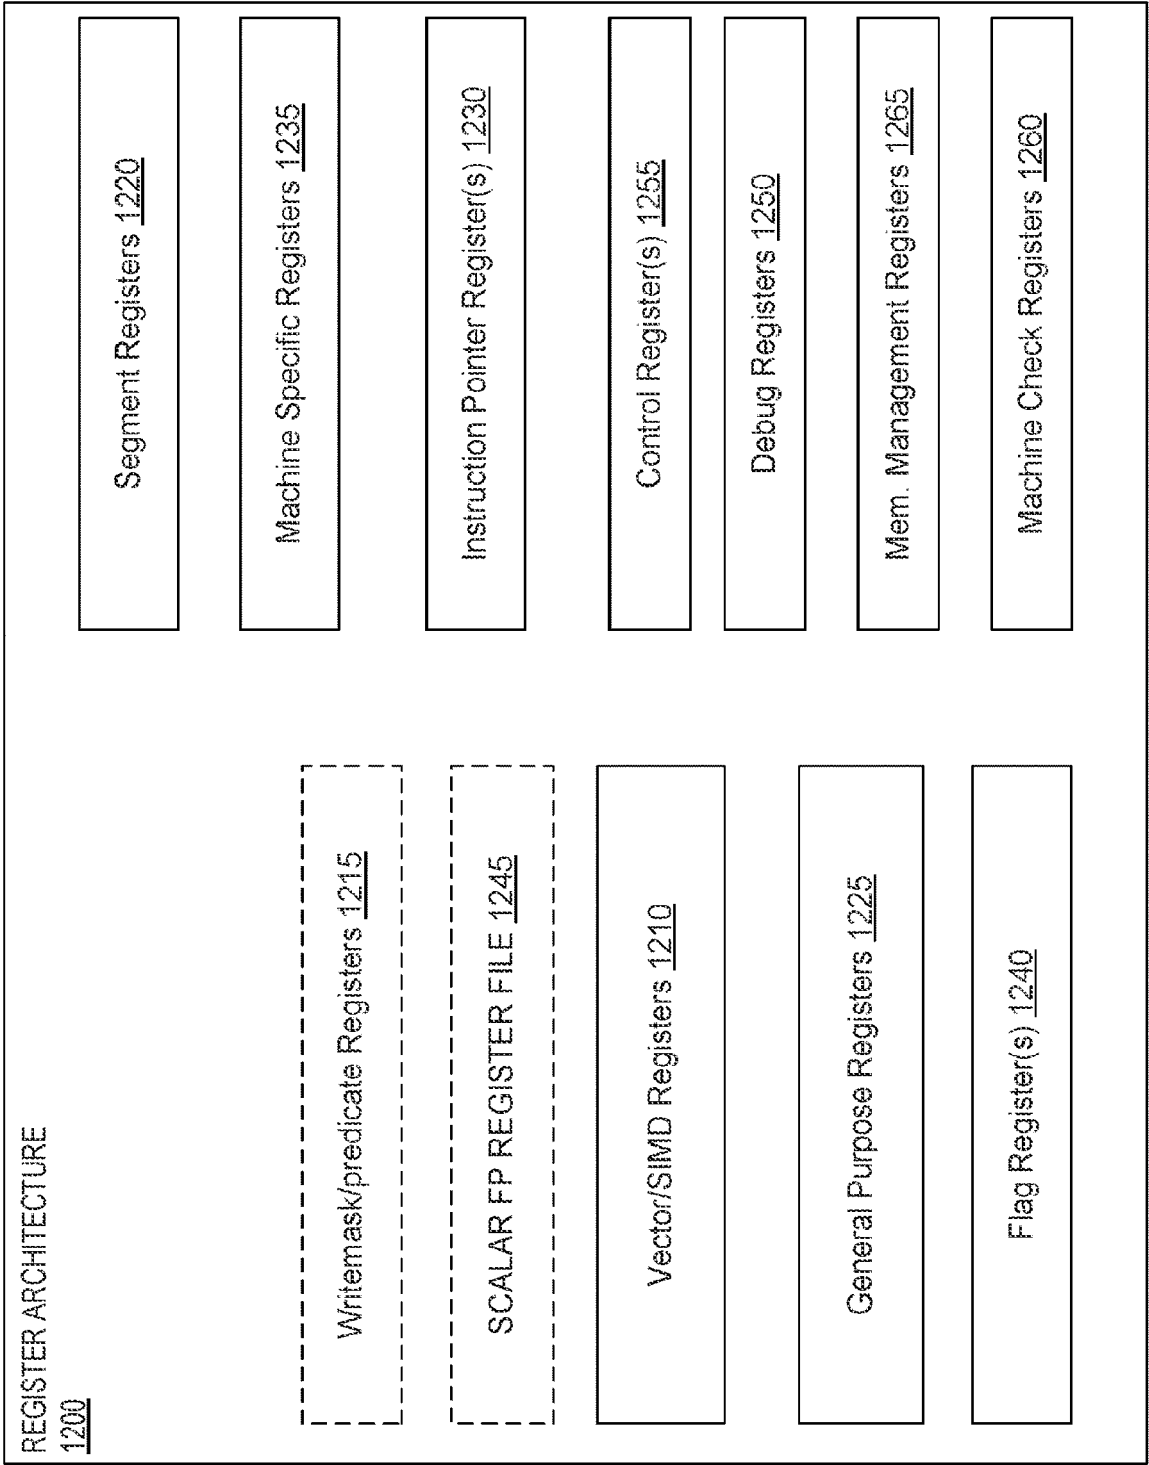 REGISTER ARCHITECTURE
1200
Writemask/predicate Registers 1215
SCALAR FP REGISTER FILE 1245
Vector/SIMD Registers 1210
General Purpose Registers 1225
Flag Register(s) 1240
Segment Registers 1220
Machine Specific Registers 1235
Instruction Pointer Register(s) 1230
Control Register(s) 1255
Debug Registers 1250
Mem. Management Registers 1265
Machine Check Registers 1260